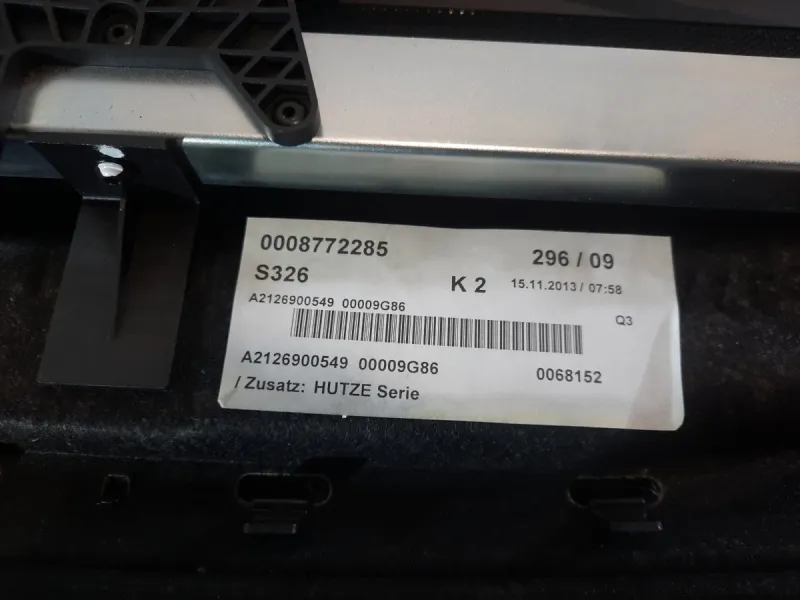 0008772285 296 / 09
S326 K 2 15.11.2013 / 07:58
A2126900549 00009G86 Q3
A2126900549 00009G86 0068152
/ Zusatz: HUTZE Serie